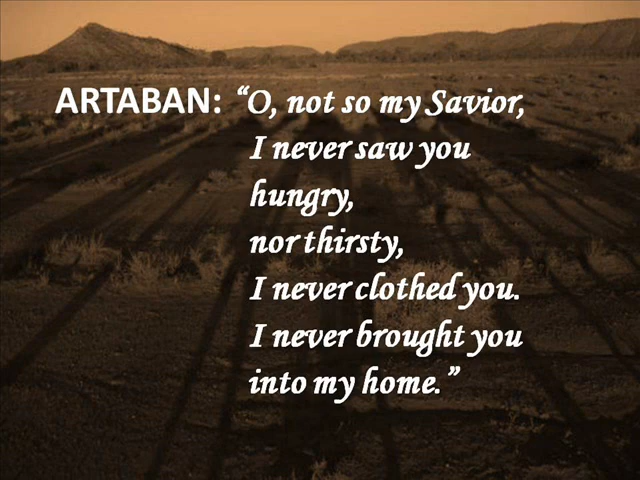 ARTABAN: “O, not so my Savior,
I never saw you
hungry,
nor thirsty,
I never clothed you.
I never brought you
into my home.”